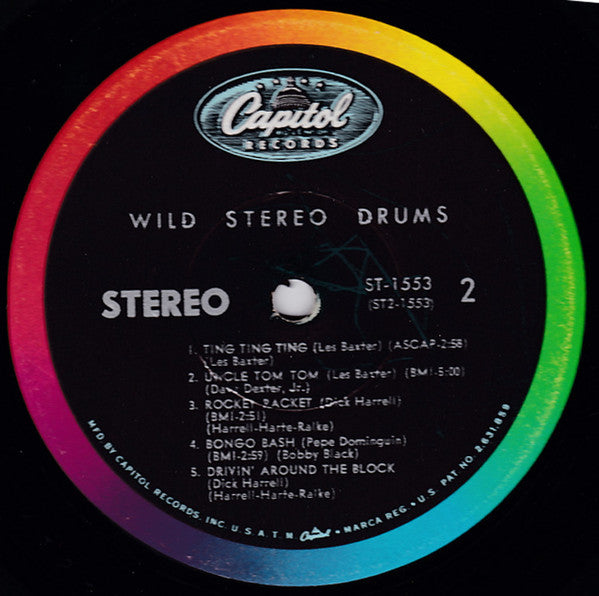 Capitol
RECORDS
WILD STEREO DRUMS
STEREO
ST-1553
(ST2-1553)
2
1. TING TING TING (Les Baxter) (ASCAP-2:58)
(Les Baxter)
2. UNCLE TOM TOM (Les Baxter) (BMI-5:00)
(Dave Dexter, Jr.)
3. ROCKET RACKET (Dick Harrell)
(BMI-2:51)
(Harrell-Harte-Raike)
4. BONGO BASH (Pepe Dominguin)
(BMI-2:59) (Bobby Black)
5. DRIVIN' AROUND THE BLOCK
(Dick Harrell)
(Harrell-Harte-Raike)
MFD. BY CAPITOL RECORDS, INC. U.S.A. T.M. Capitol • MARCA REG. • U.S. PAT. NO. 2,631,859